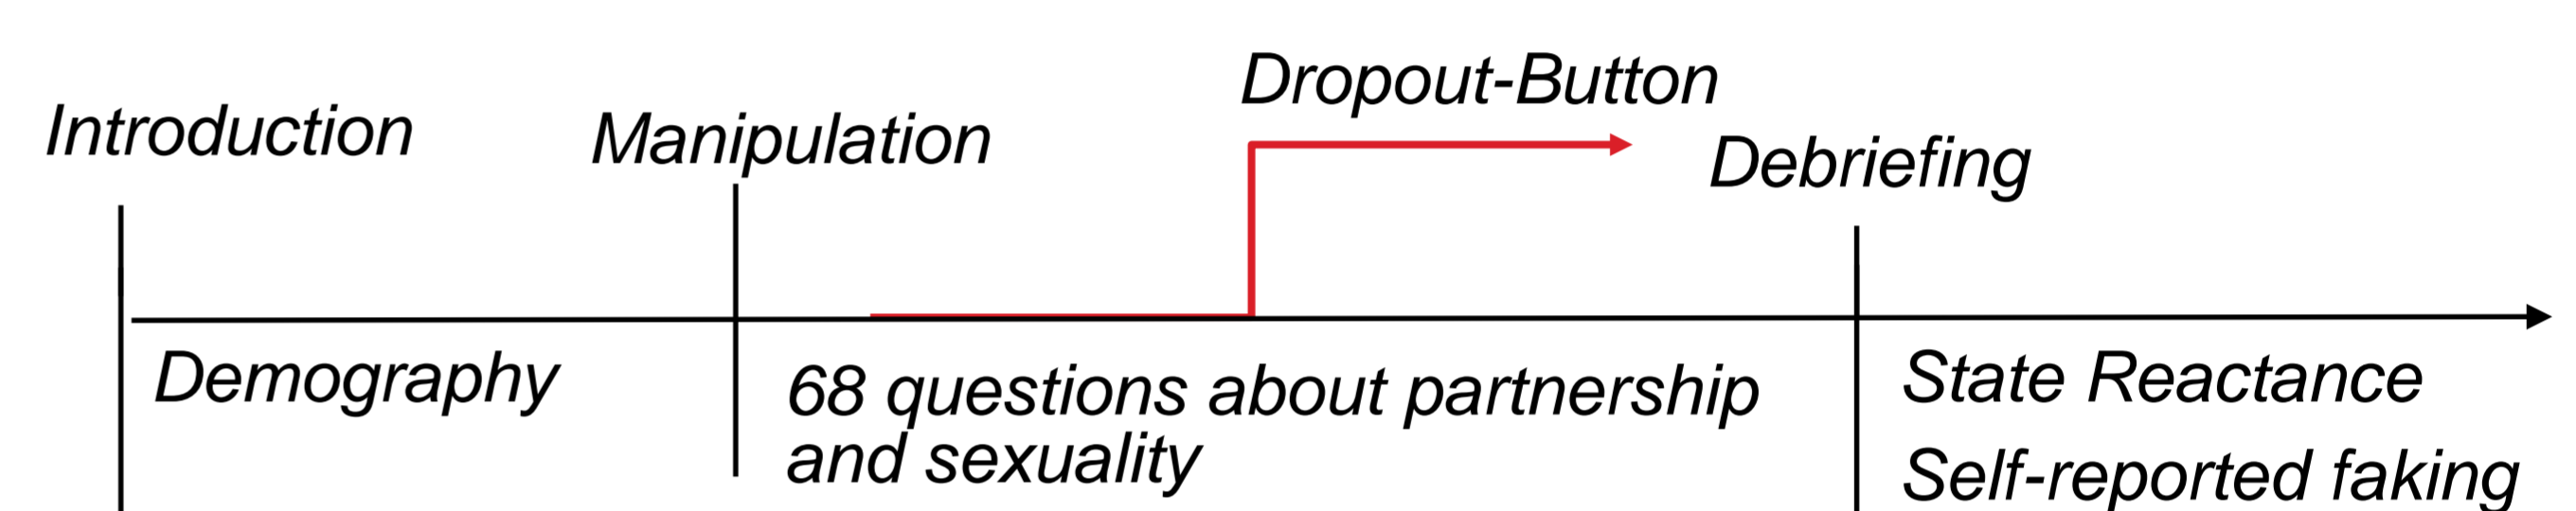 Dropout-Button
Introduction
Manipulation
Debriefing
Demography
68 questions about partnership
and sexuality
State Reactance
Self-reported faking